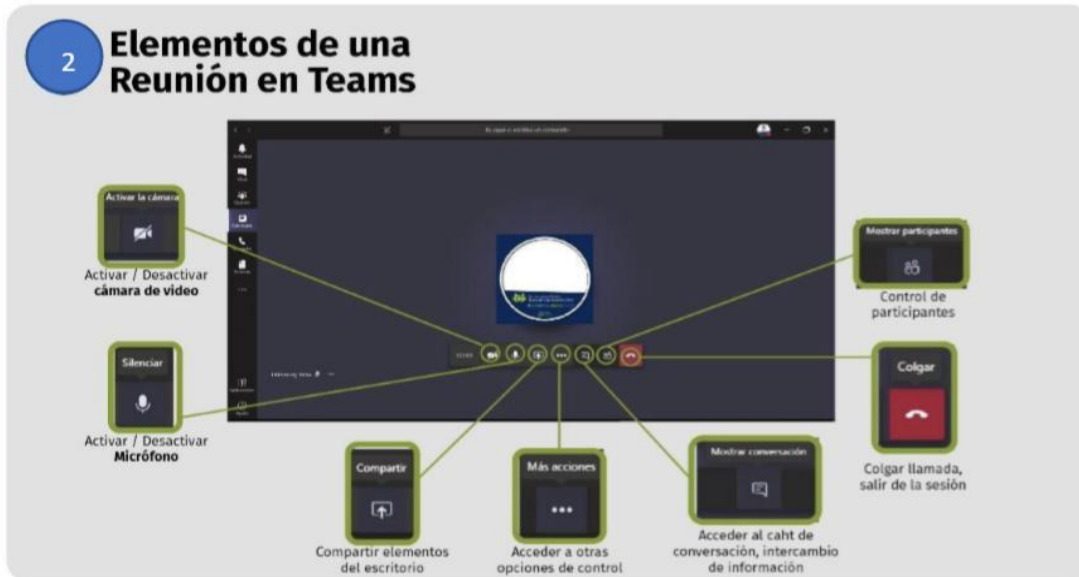 2
Elementos de una
Reunión en Teams
Activar la cámara
Activar / Desactivar
cámara de video
Mostrar participantes
Control de
participantes
Silenciar
Activar / Desactivar
Micrófono
Colgar
Colgar llamada,
salir de la sesión
Compartir
Compartir elementos
del escritorio
Más acciones
Acceder a otras
opciones de control
Mostrar conversación
Acceder al caht de
conversación, intercambio
de información